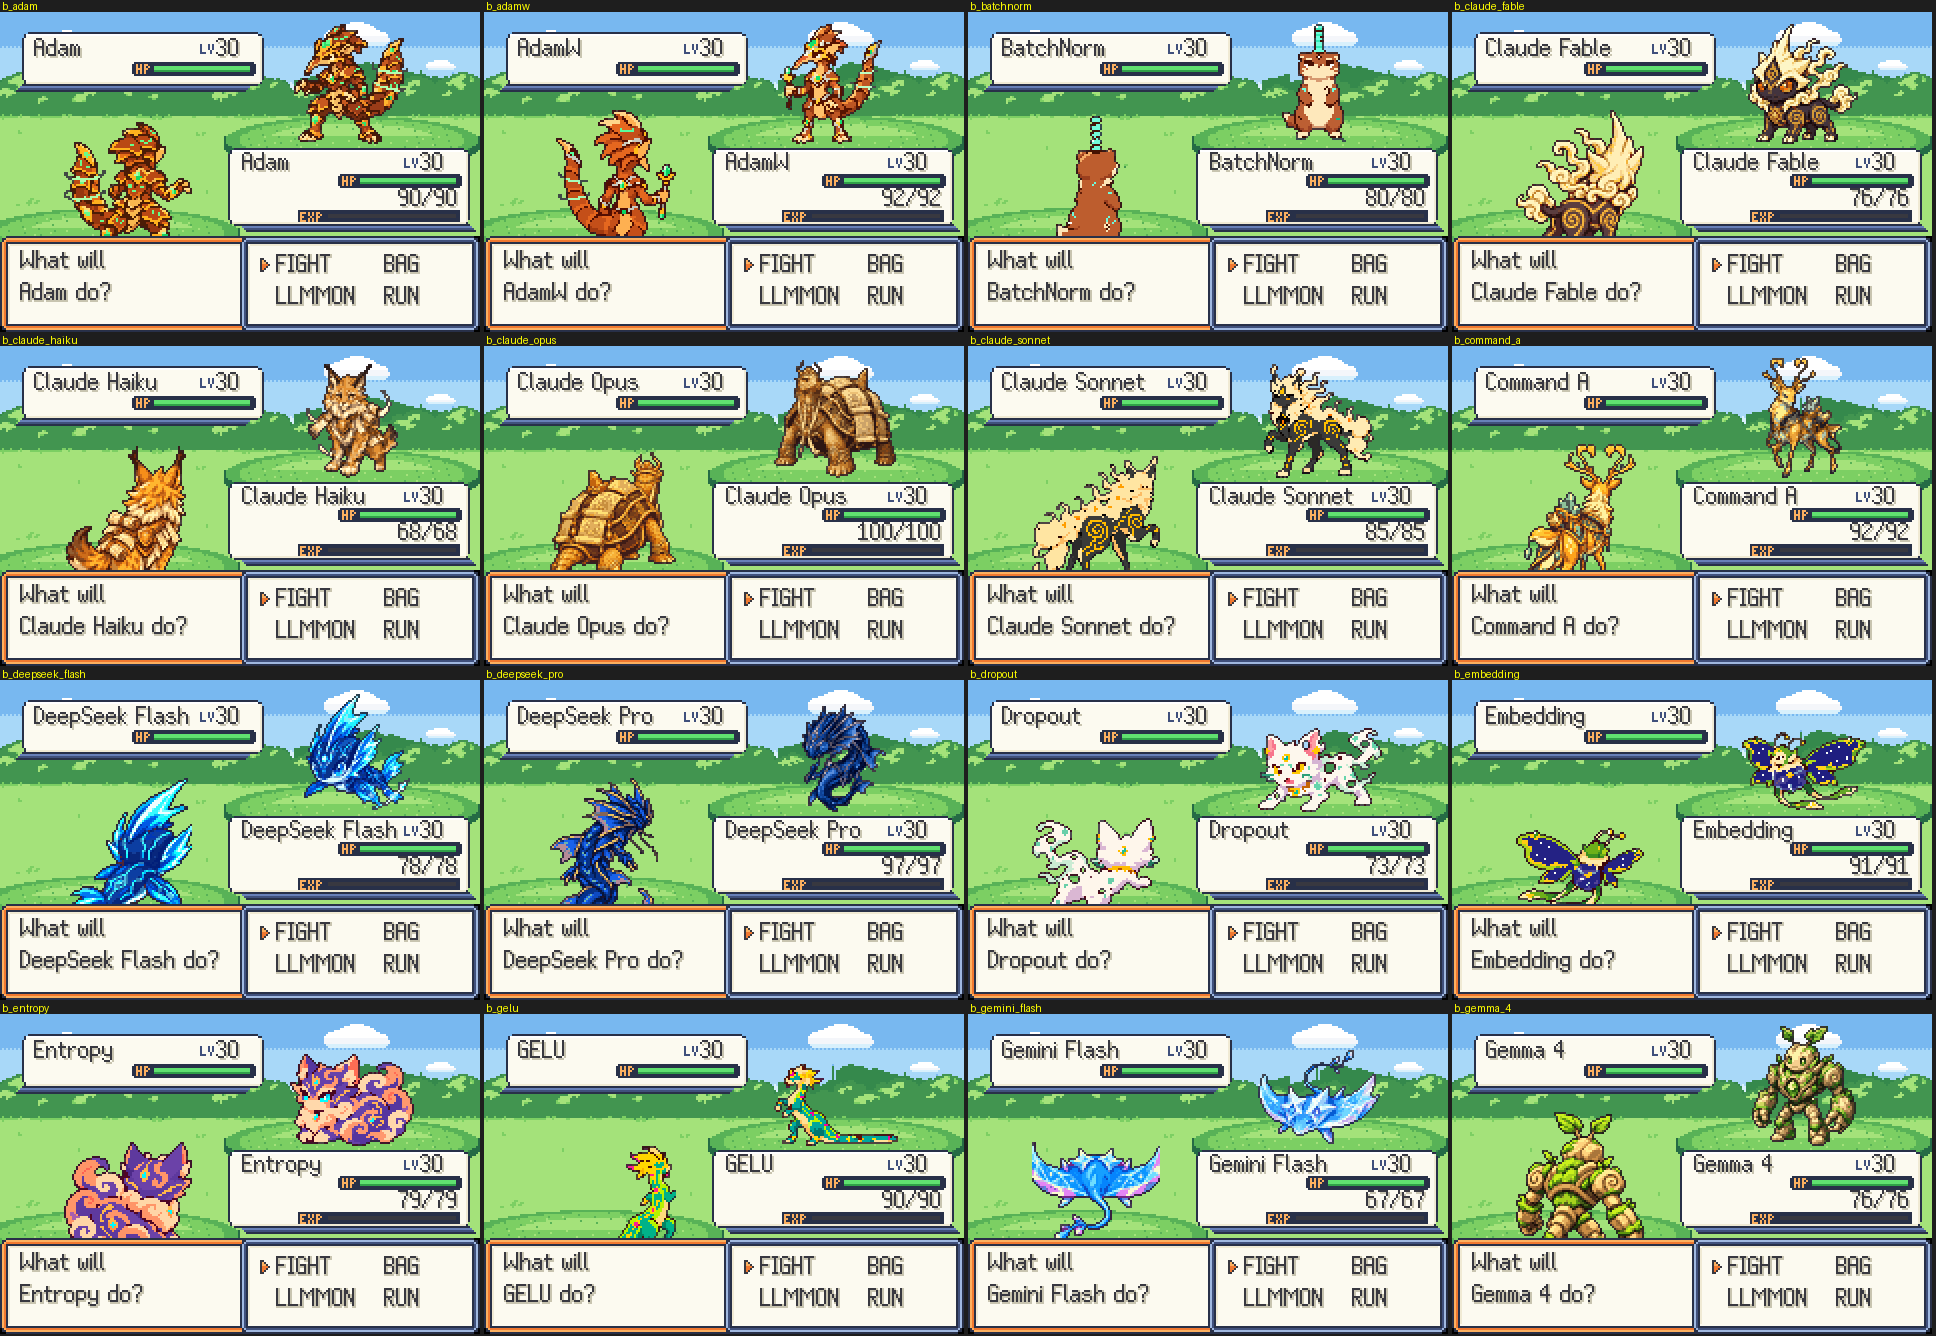 b_adam
Adam Lv30
HP
Adam Lv30
HP
90/90
EXP
What will
Adam do?
FIGHT BAG
LLMMON RUN
b_adamw
AdamW Lv30
HP
AdamW Lv30
HP
92/92
EXP
What will
AdamW do?
FIGHT BAG
LLMMON RUN
b_batchnorm
BatchNorm Lv30
HP
BatchNorm Lv30
HP
80/80
EXP
What will
BatchNorm do?
FIGHT BAG
LLMMON RUN
b_claude_fable
Claude Fable Lv30
HP
Claude Fable Lv30
HP
76/76
EXP
What will
Claude Fable do?
FIGHT BAG
LLMMON RUN
b_claude_haiku
Claude Haiku Lv30
HP
Claude Haiku Lv30
HP
68/68
EXP
What will
Claude Haiku do?
FIGHT BAG
LLMMON RUN
b_claude_opus
Claude Opus Lv30
HP
Claude Opus Lv30
HP
100/100
EXP
What will
Claude Opus do?
FIGHT BAG
LLMMON RUN
b_claude_sonnet
Claude Sonnet Lv30
HP
Claude Sonnet Lv30
HP
85/85
EXP
What will
Claude Sonnet do?
FIGHT BAG
LLMMON RUN
b_command_a
Command A Lv30
HP
Command A Lv30
HP
92/92
EXP
What will
Command A do?
FIGHT BAG
LLMMON RUN
b_deepseek_flash
DeepSeek Flash Lv30
HP
DeepSeek Flash Lv30
HP
78/78
EXP
What will
DeepSeek Flash do?
FIGHT BAG
LLMMON RUN
b_deepseek_pro
DeepSeek Pro Lv30
HP
DeepSeek Pro Lv30
HP
97/97
EXP
What will
DeepSeek Pro do?
FIGHT BAG
LLMMON RUN
b_dropout
Dropout Lv30
HP
Dropout Lv30
HP
73/73
EXP
What will
Dropout do?
FIGHT BAG
LLMMON RUN
b_embedding
Embedding Lv30
HP
Embedding Lv30
HP
91/91
EXP
What will
Embedding do?
FIGHT BAG
LLMMON RUN
b_entropy
Entropy Lv30
HP
Entropy Lv30
HP
79/79
EXP
What will
Entropy do?
FIGHT BAG
LLMMON RUN
b_gelu
GELU Lv30
HP
GELU Lv30
HP
90/90
EXP
What will
GELU do?
FIGHT BAG
LLMMON RUN
b_gemini_flash
Gemini Flash Lv30
HP
Gemini Flash Lv30
HP
67/67
EXP
What will
Gemini Flash do?
FIGHT BAG
LLMMON RUN
b_gemma_4
Gemma 4 Lv30
HP
Gemma 4 Lv30
HP
76/76
EXP
What will
Gemma 4 do?
FIGHT BAG
LLMMON RUN